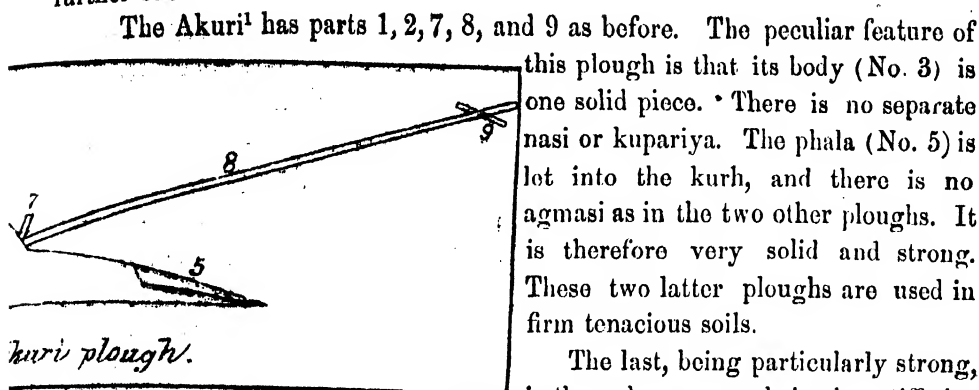 The Akuri¹ has parts 1, 2, 7, 8, and 9 as before. The peculiar feature of
this plough is that its body (No. 3) is
one solid piece. There is no separate
nasi or kupariya. The phala (No. 5) is
let into the kurh, and there is no
agmasi as in the two other ploughs. It
is therefore very solid and strong.
These two latter ploughs are used in
firm tenacious soils.
The last, being particularly strong,
9
8
7
5
kuri plough.